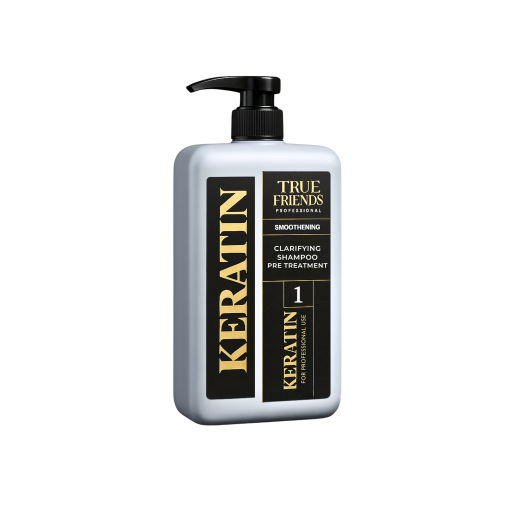 KERATIN
TRUE
FRIENDS
PROFESSIONAL
SMOOTHENING
CLARIFYING
SHAMPOO
PRE TREATMENT
1
KERATIN
FOR PROFESSIONAL USE